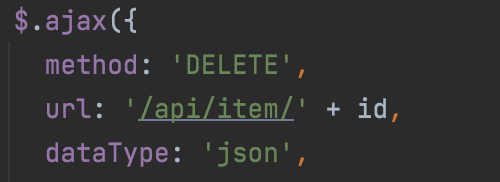 $.ajax({
method: 'DELETE',
url: '/api/item/' + id,
dataType: 'json',